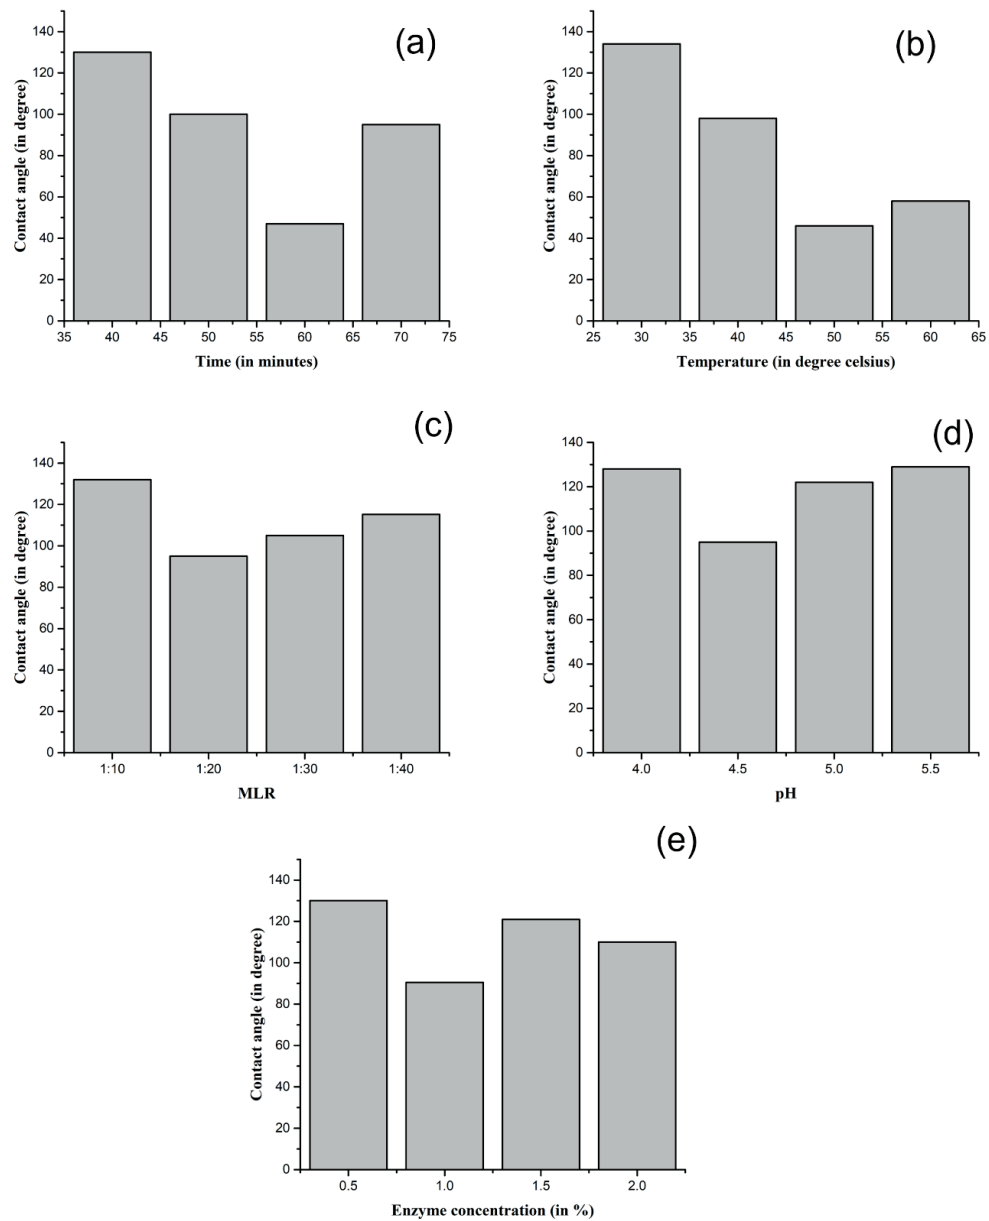 (a)
Contact angle (in degree)
140
120
100
80
60
40
20
0
35 40 45 50 55 60 65 70 75
Time (in minutes)
(b)
Contact angle (in degree)
140
120
100
80
60
40
20
0
25 30 35 40 45 50 55 60 65
Temperature (in degree celsius)
(c)
Contact angle (in degree)
140
120
100
80
60
40
20
0
1:10 1:20 1:30 1:40
MLR
(d)
Contact angle (in degree)
140
120
100
80
60
40
20
0
4.0 4.5 5.0 5.5
pH
(e)
Contact angle (in degree)
140
120
100
80
60
40
20
0
0.5 1.0 1.5 2.0
Enzyme concentration (in %)